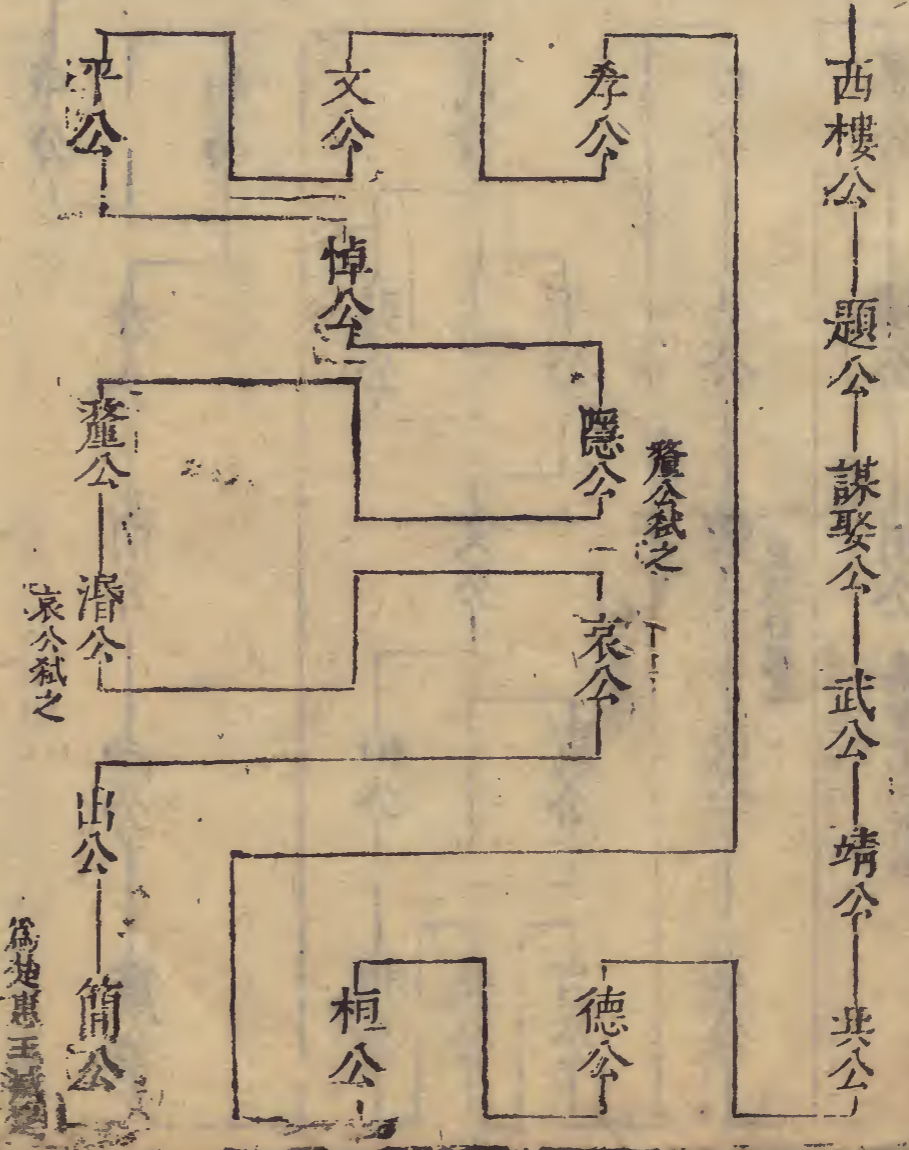 西樓公 題公 謀娶公 武公 靖公 共公
德公
桓公
孝公
文公
平公
悼公
隱公 釐公弒之
釐公
湣公 哀公弒之
哀公
出公
簡公 為楚惠王滅